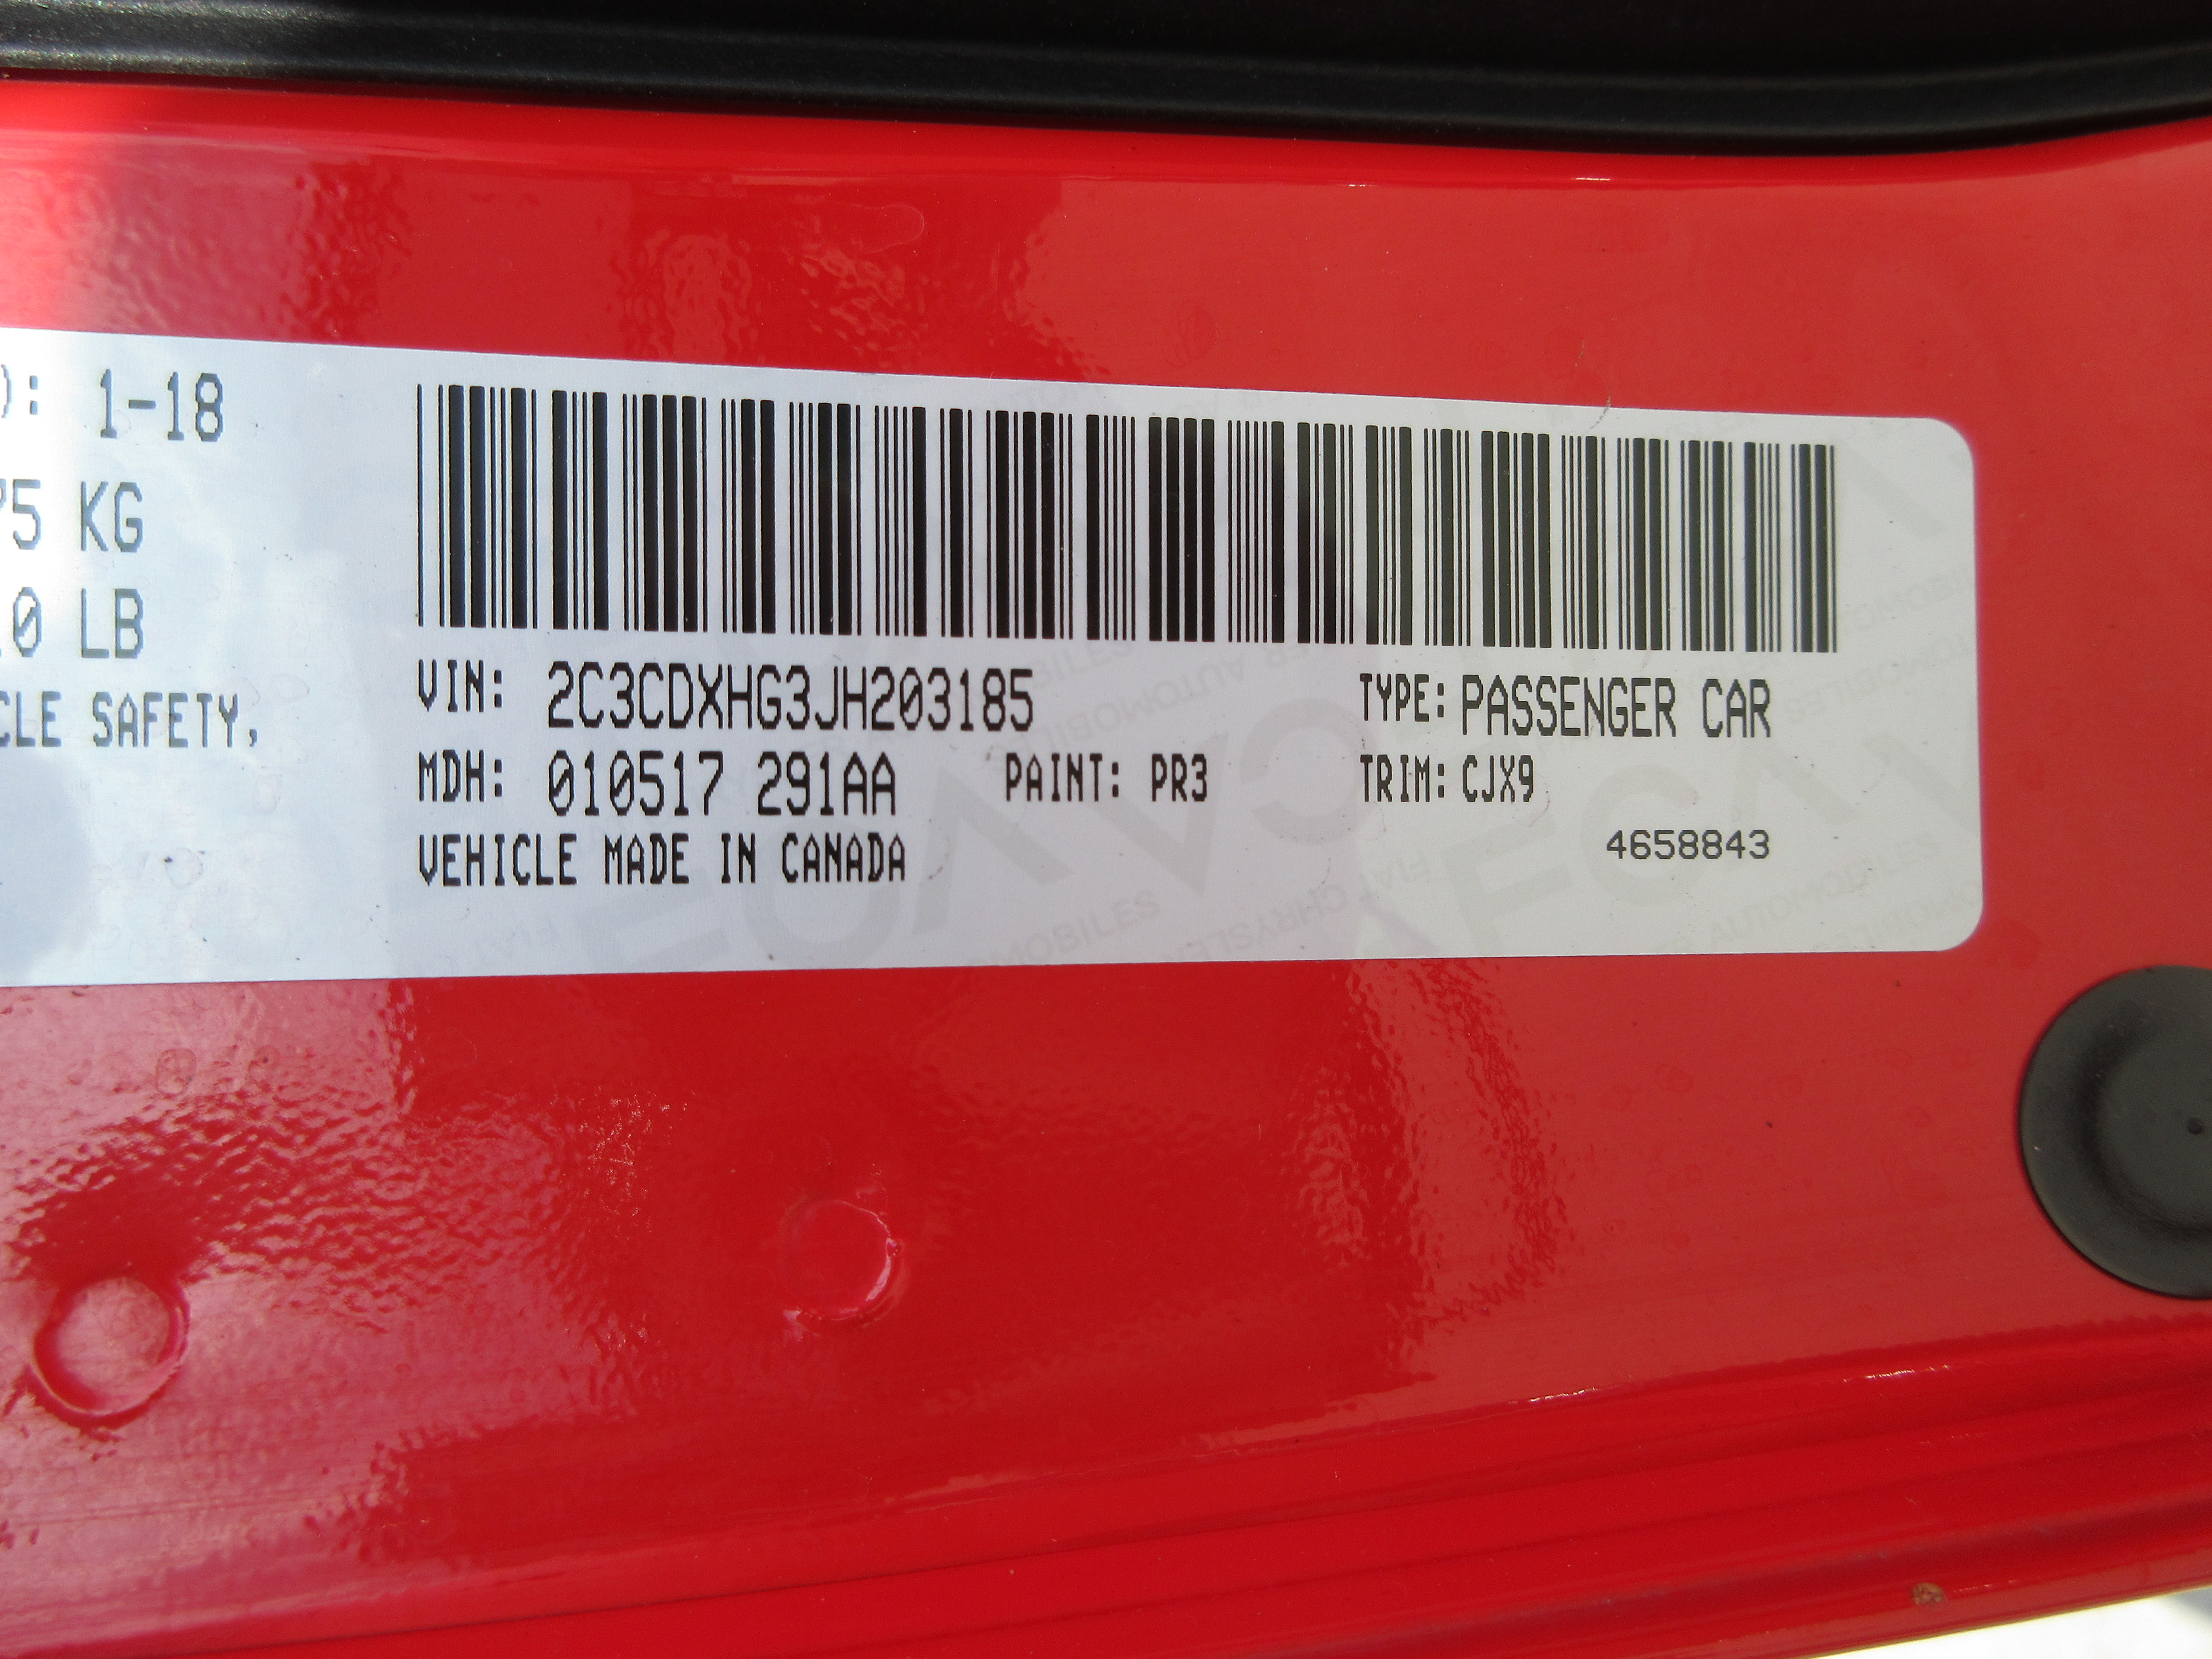 ): 1-18
75 KG
0 LB
CLE SAFETY,
VIN: 2C3CDXHG3JH203185 TYPE: PASSENGER CAR
MDH: 010517 291AA PAINT: PR3 TRIM: CJX9
VEHICLE MADE IN CANADA 4658843